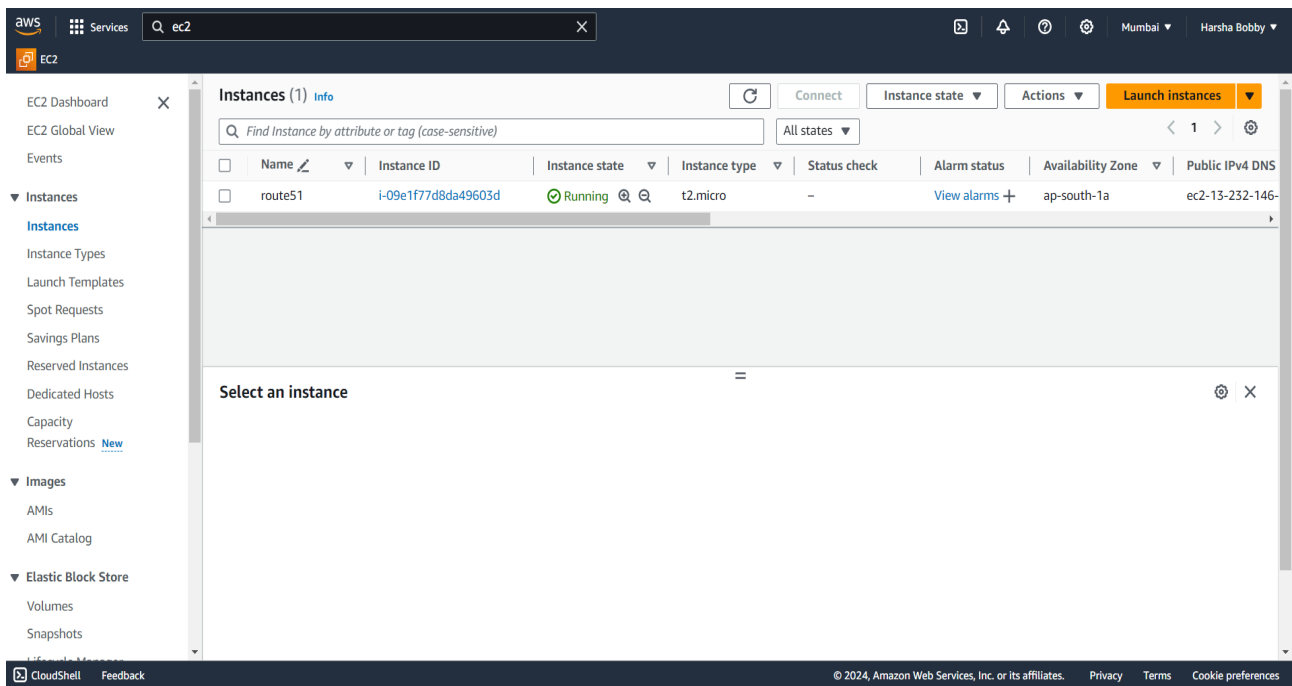 aws Services ec2 Mumbai Harsha Bobby
EC2
EC2 Dashboard
EC2 Global View
Events
Instances
Instances
Instance Types
Launch Templates
Spot Requests
Savings Plans
Reserved Instances
Dedicated Hosts
Capacity
Reservations New
Images
AMIs
AMI Catalog
Elastic Block Store
Volumes
Snapshots
Lifecycle Manager
Instances (1) Info Connect Instance state Actions Launch instances
Find Instance by attribute or tag (case-sensitive) All states 1
Name Instance ID Instance state Instance type Status check Alarm status Availability Zone Public IPv4 DNS
route51 i-09e1f77d8da49603d Running t2.micro – View alarms + ap-south-1a ec2-13-232-146-
Select an instance
CloudShell Feedback © 2024, Amazon Web Services, Inc. or its affiliates. Privacy Terms Cookie preferences